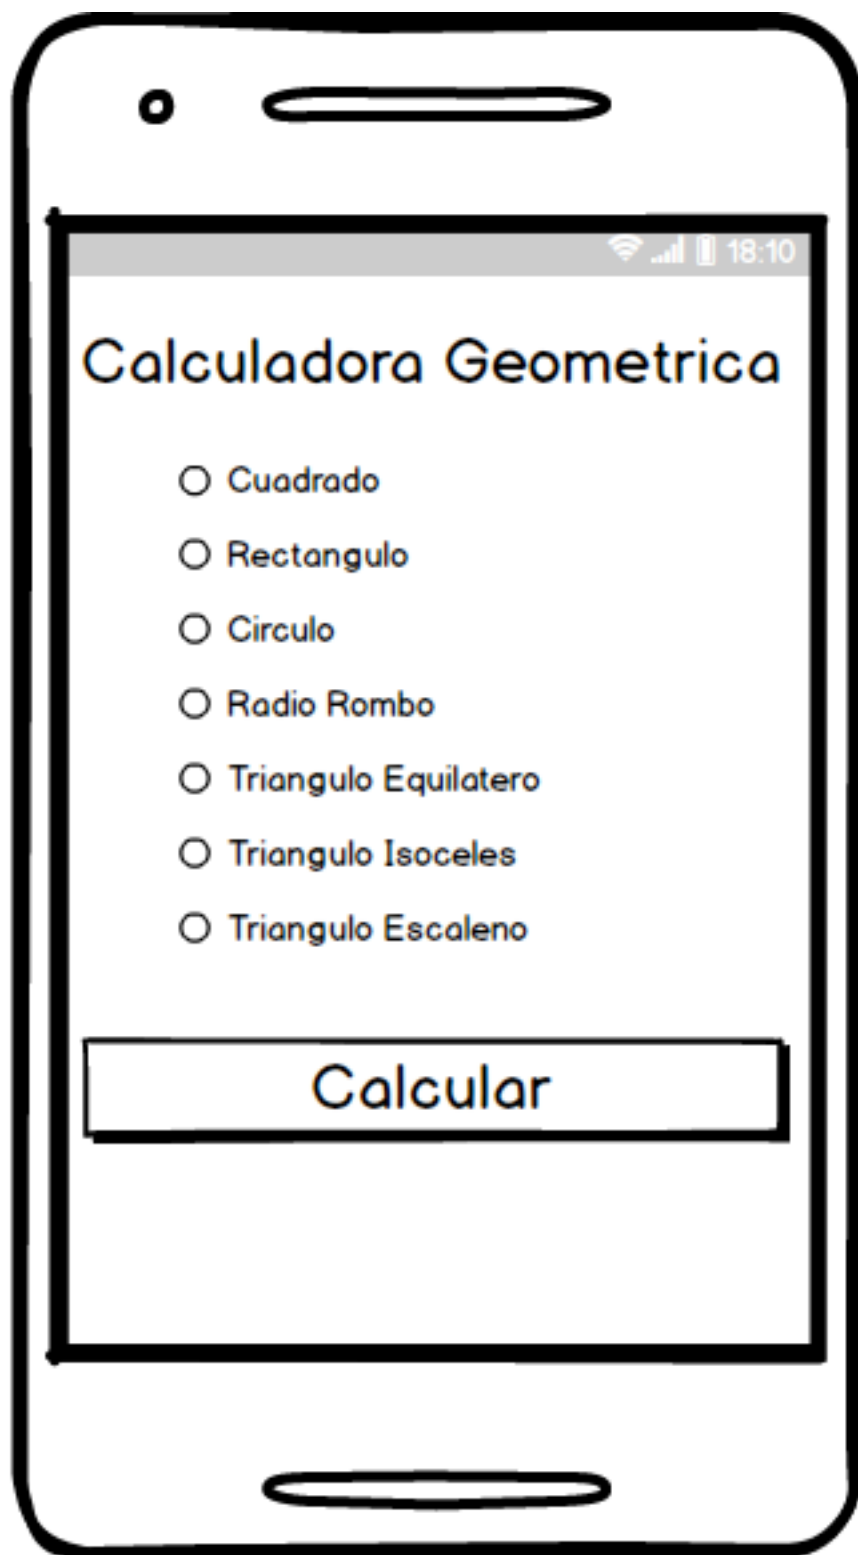 18:10
Calculadora Geometrica
Cuadrado
Rectangulo
Circulo
Radio Rombo
Triangulo Equilatero
Triangulo Isoceles
Triangulo Escaleno
Calcular